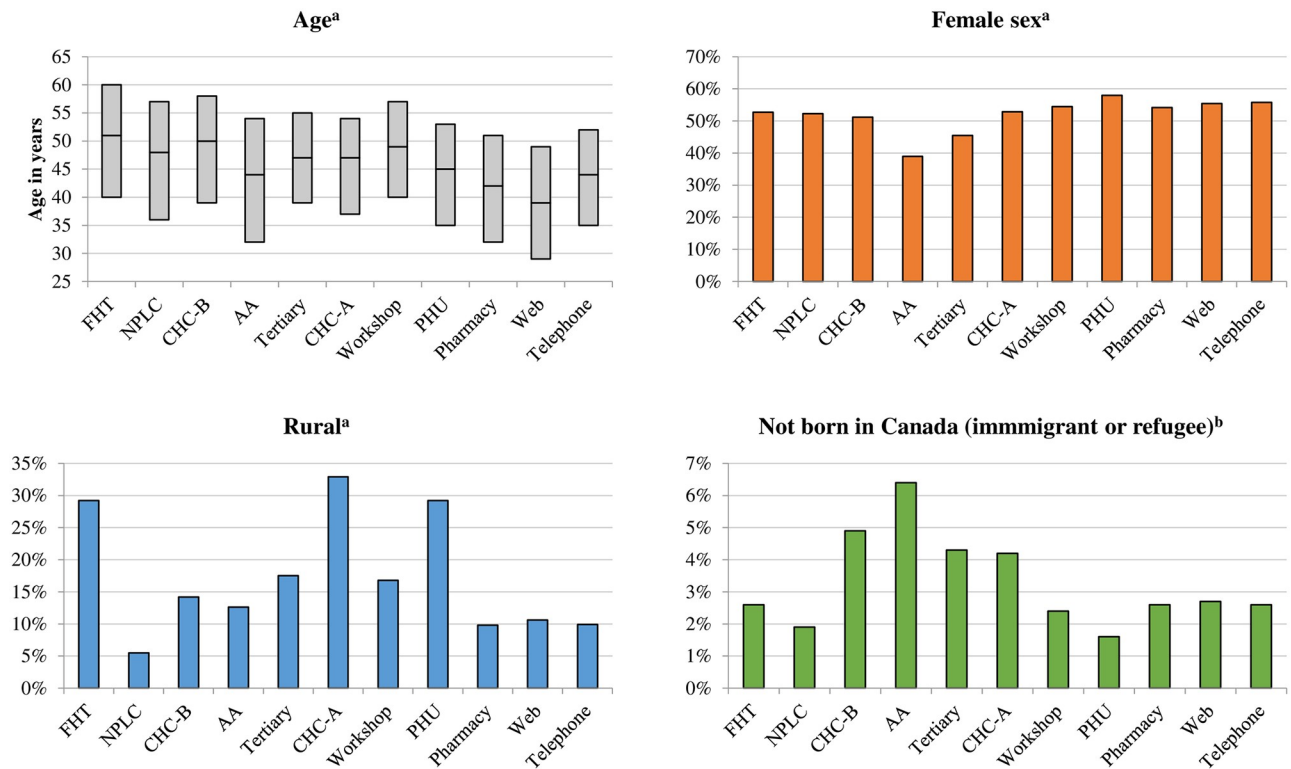 Ageᵃ
65
60
55
50
45
40
35
30
25
Age in years
FHT
NPLC
CHC-B
AA
Tertiary
CHC-A
Workshop
PHU
Pharmacy
Web
Telephone
Female sexᵃ
70%
60%
50%
40%
30%
20%
10%
0%
FHT
NPLC
CHC-B
AA
Tertiary
CHC-A
Workshop
PHU
Pharmacy
Web
Telephone
Ruralᵃ
35%
30%
25%
20%
15%
10%
5%
0%
FHT
NPLC
CHC-B
AA
Tertiary
CHC-A
Workshop
PHU
Pharmacy
Web
Telephone
Not born in Canada (immmigrant or refugee)ᵇ
7%
6%
5%
4%
3%
2%
1%
0%
FHT
NPLC
CHC-B
AA
Tertiary
CHC-A
Workshop
PHU
Pharmacy
Web
Telephone